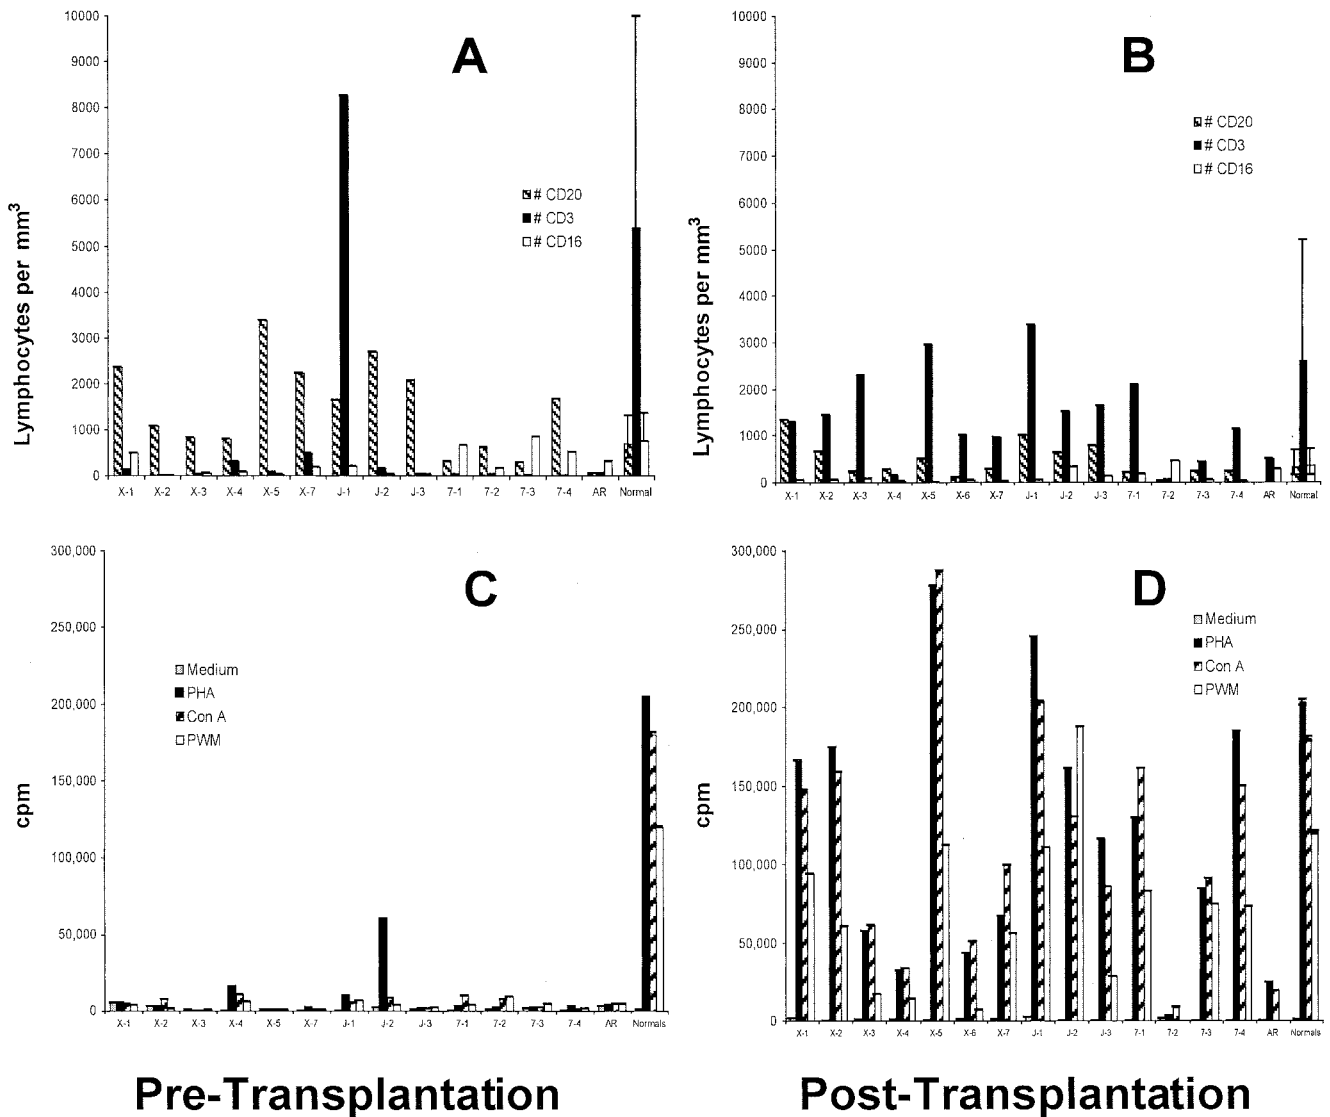 A
10000
9000
8000
7000
6000
5000
4000
3000
2000
1000
0
Lymphocytes per mm3
# CD20
# CD3
# CD16
X-1 X-2 X-3 X-4 X-5 X-7 J-1 J-2 J-3 7-1 7-2 7-3 7-4 AR Normal
B
10000
9000
8000
7000
6000
5000
4000
3000
2000
1000
0
Lymphocytes per mm3
# CD20
# CD3
# CD16
X-1 X-2 X-3 X-4 X-5 X-6 X-7 J-1 J-2 J-3 7-1 7-2 7-3 7-4 AR Normal
C
300,000
250,000
200,000
150,000
100,000
50,000
0
cpm
Medium
PHA
Con A
PWM
X-1 X-2 X-3 X-4 X-5 X-7 J-1 J-2 J-3 7-1 7-2 7-3 7-4 AR Normals
D
300,000
250,000
200,000
150,000
100,000
50,000
0
cpm
Medium
PHA
Con A
PWM
X-1 X-2 X-3 X-4 X-5 X-6 X-7 J-1 J-2 J-3 7-1 7-2 7-3 7-4 AR Normals
Pre-Transplantation
Post-Transplantation